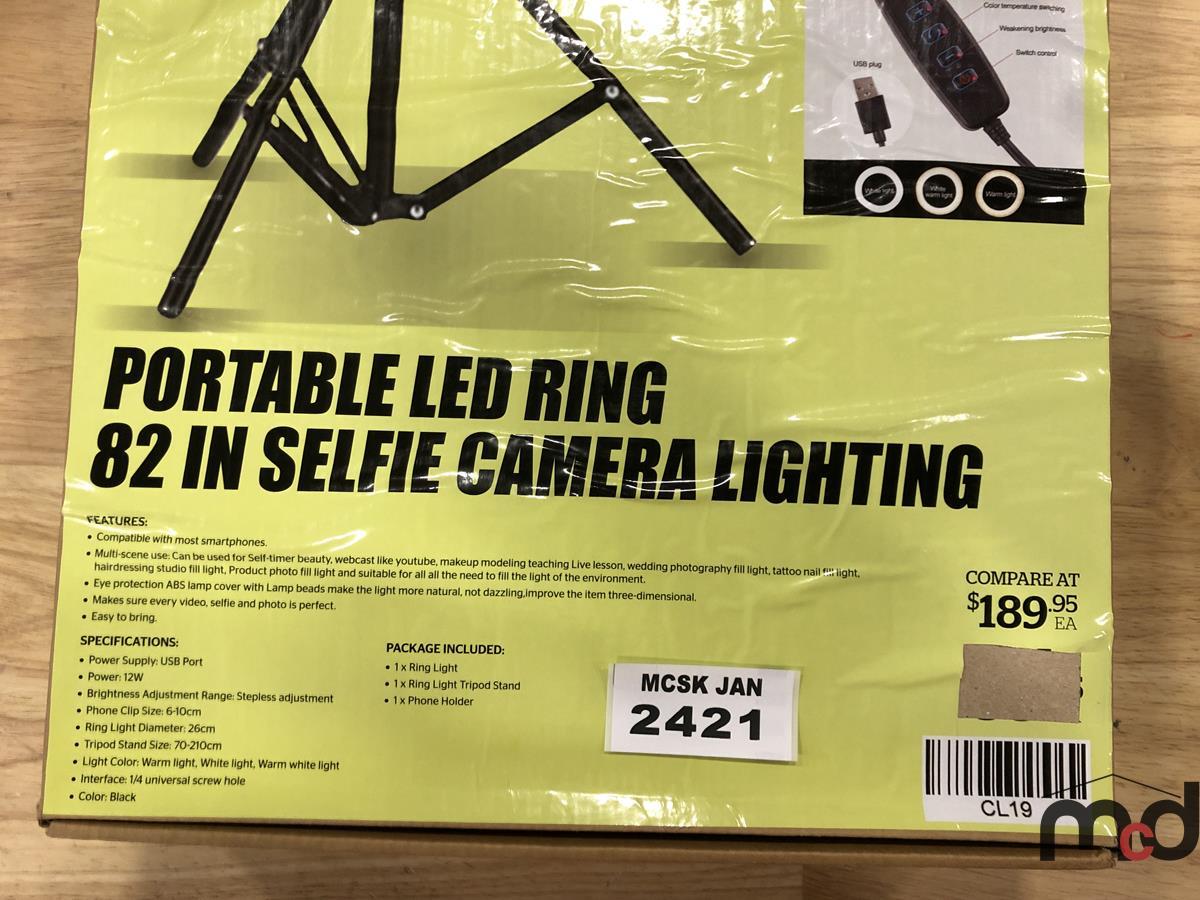 Color temperature switching
Weakening brightness
Switch control
USB plug
White light
White
warm light
Warm light
PORTABLE LED RING
82 IN SELFIE CAMERA LIGHTING
FEATURES:
• Compatible with most smartphones.
• Multi-scene use: Can be used for Self-timer beauty, webcast like youtube, makeup modeling teaching Live lesson, wedding photography fill light, tattoo nail fill light,
hairdressing studio fill light, Product photo fill light and suitable for all all the need to fill the light of the environment.
• Eye protection ABS lamp cover with Lamp beads make the light more natural, not dazzling,improve the item three-dimensional.
• Makes sure every video, selfie and photo is perfect.
• Easy to bring.
SPECIFICATIONS:
• Power Supply: USB Port
• Power: 12W
• Brightness Adjustment Range: Stepless adjustment
• Phone Clip Size: 6-10cm
• Ring Light Diameter: 26cm
• Tripod Stand Size: 70-210cm
• Light Color: Warm light, White light, Warm white light
• Interface: 1/4 universal screw hole
• Color: Black
PACKAGE INCLUDED:
• 1 x Ring Light
• 1 x Ring Light Tripod Stand
• 1 x Phone Holder
MCSK JAN
2421
COMPARE AT
$189.95
EA
CL19
mcd